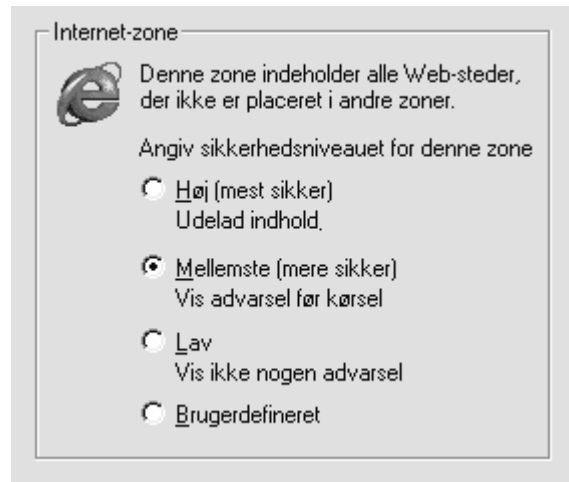 Internet-zone
Denne zone indeholder alle Web-steder,
der ikke er placeret i andre zoner.
Angiv sikkerhedsniveauet for denne zone
Høj (mest sikker)
Udelad indhold.
Mellemste (mere sikker)
Vis advarsel før kørsel
Lav
Vis ikke nogen advarsel
Brugerdefineret